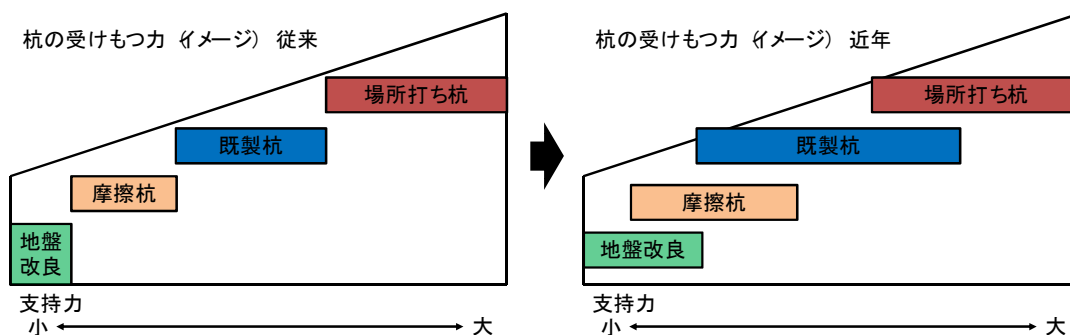 杭の受けもつ力（イメージ） 従来
場所打ち杭
既製杭
摩擦杭
地盤
改良
支持力
小
大
杭の受けもつ力（イメージ） 近年
場所打ち杭
既製杭
摩擦杭
地盤改良
支持力
小
大